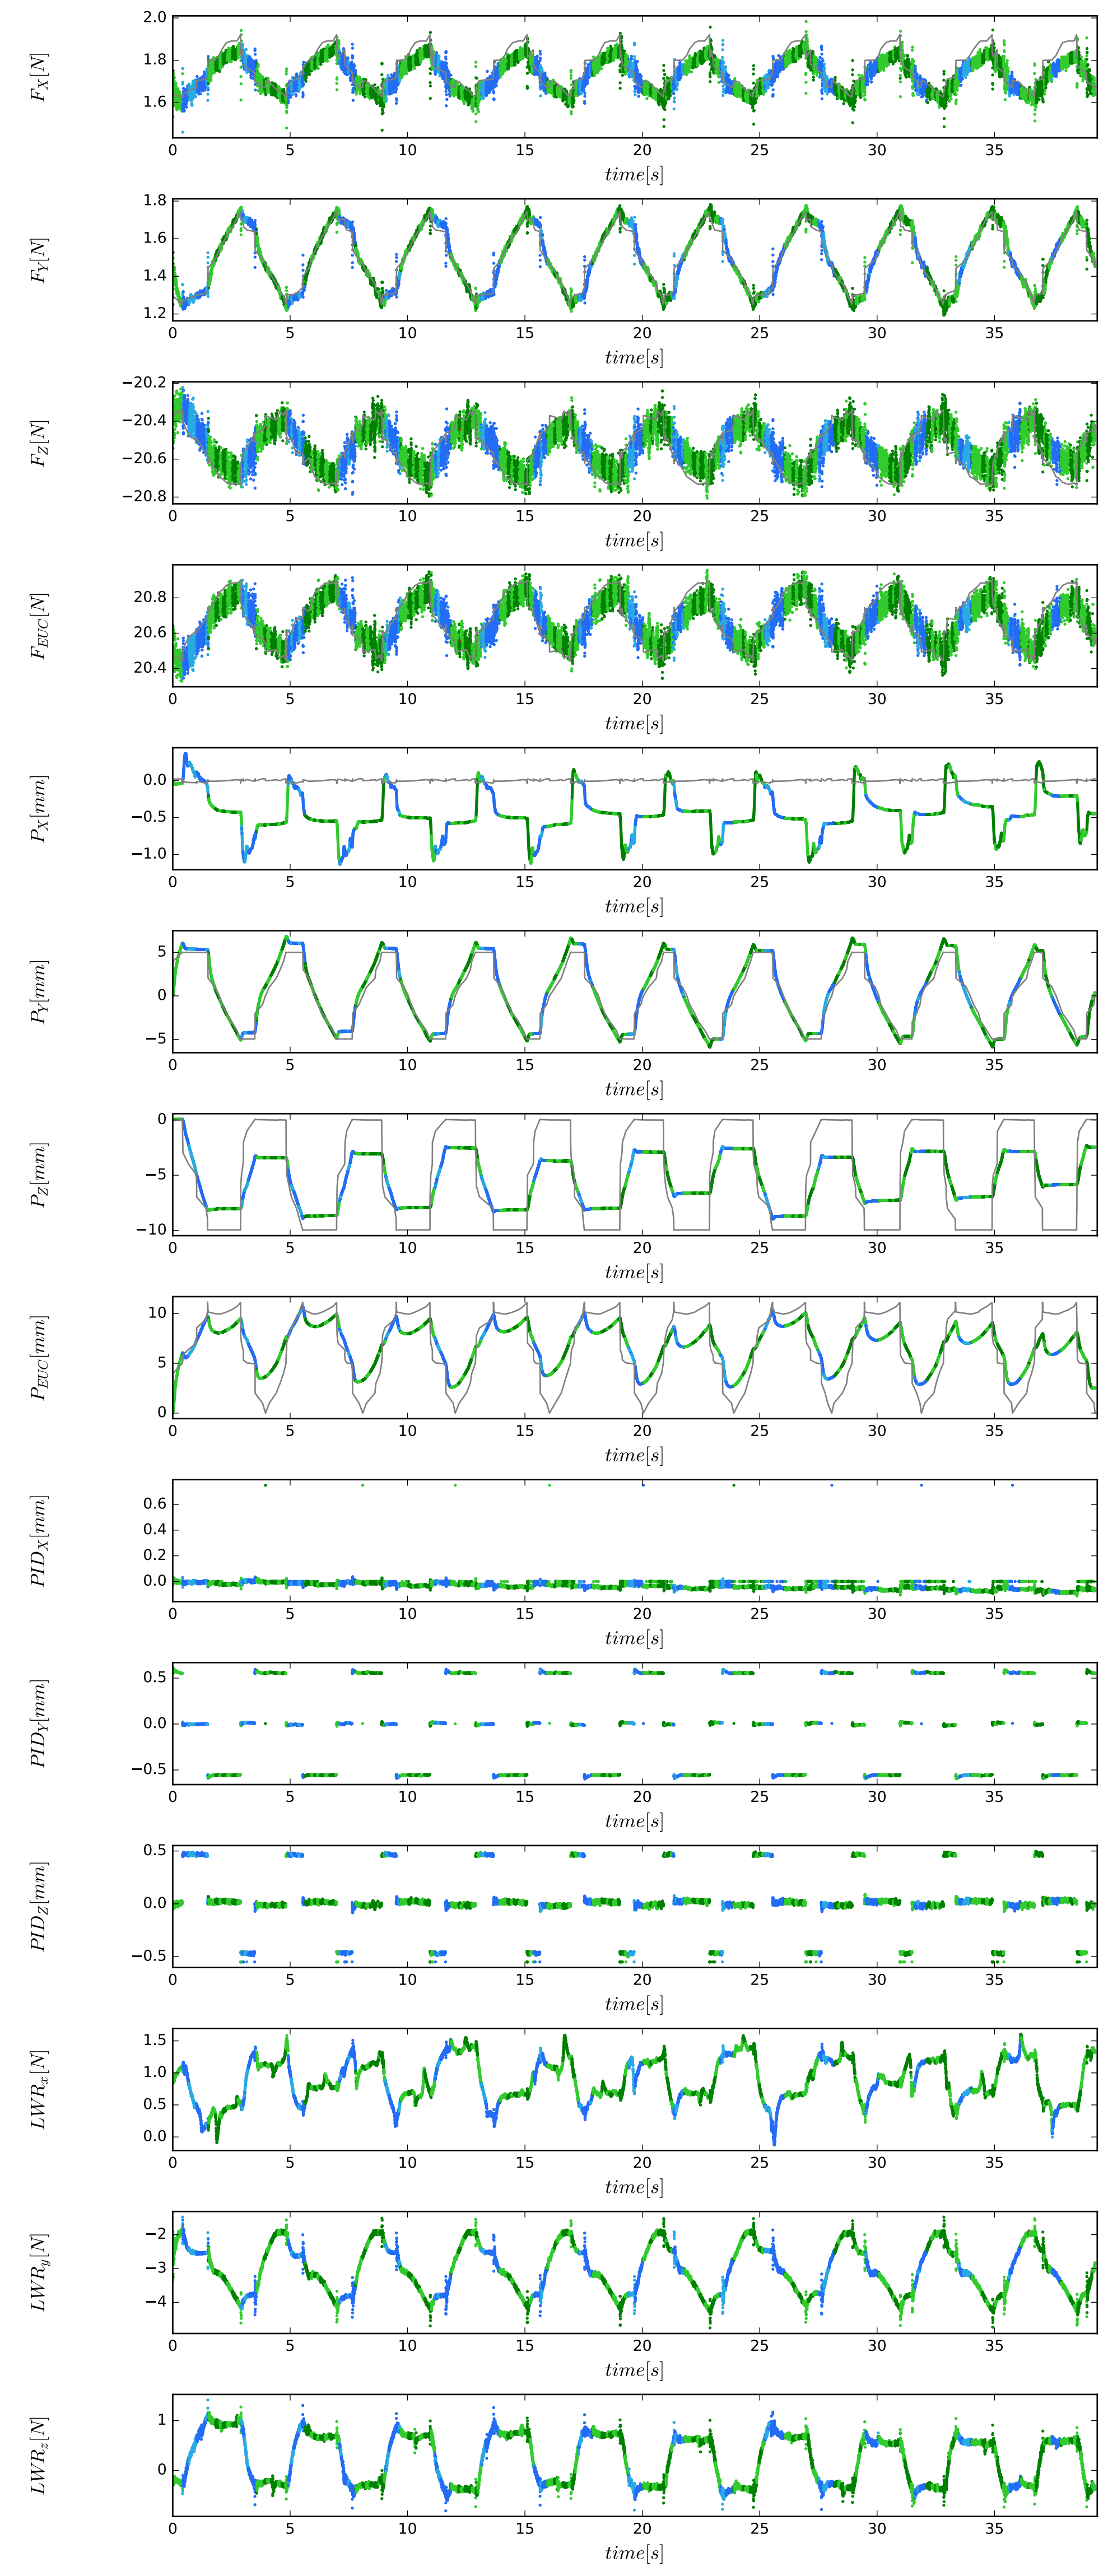 F_X[N]
2.0
1.8
1.6
0 5 10 15 20 25 30 35
time[s]
F_Y[N]
1.8
1.6
1.4
1.2
0 5 10 15 20 25 30 35
time[s]
F_Z[N]
−20.2
−20.4
−20.6
−20.8
0 5 10 15 20 25 30 35
time[s]
F_EUC[N]
20.8
20.6
20.4
0 5 10 15 20 25 30 35
time[s]
P_X[mm]
0.0
−0.5
−1.0
0 5 10 15 20 25 30 35
time[s]
P_Y[mm]
5
0
−5
0 5 10 15 20 25 30 35
time[s]
P_Z[mm]
0
−5
−10
0 5 10 15 20 25 30 35
time[s]
P_EUC[mm]
10
5
0
0 5 10 15 20 25 30 35
time[s]
PID_X[mm]
0.6
0.4
0.2
0.0
0 5 10 15 20 25 30 35
time[s]
PID_Y[mm]
0.5
0.0
−0.5
0 5 10 15 20 25 30 35
time[s]
PID_Z[mm]
0.5
0.0
−0.5
0 5 10 15 20 25 30 35
time[s]
LWR_x[N]
1.5
1.0
0.5
0.0
0 5 10 15 20 25 30 35
time[s]
LWR_y[N]
−2
−3
−4
0 5 10 15 20 25 30 35
time[s]
LWR_z[N]
1
0
0 5 10 15 20 25 30 35
time[s]